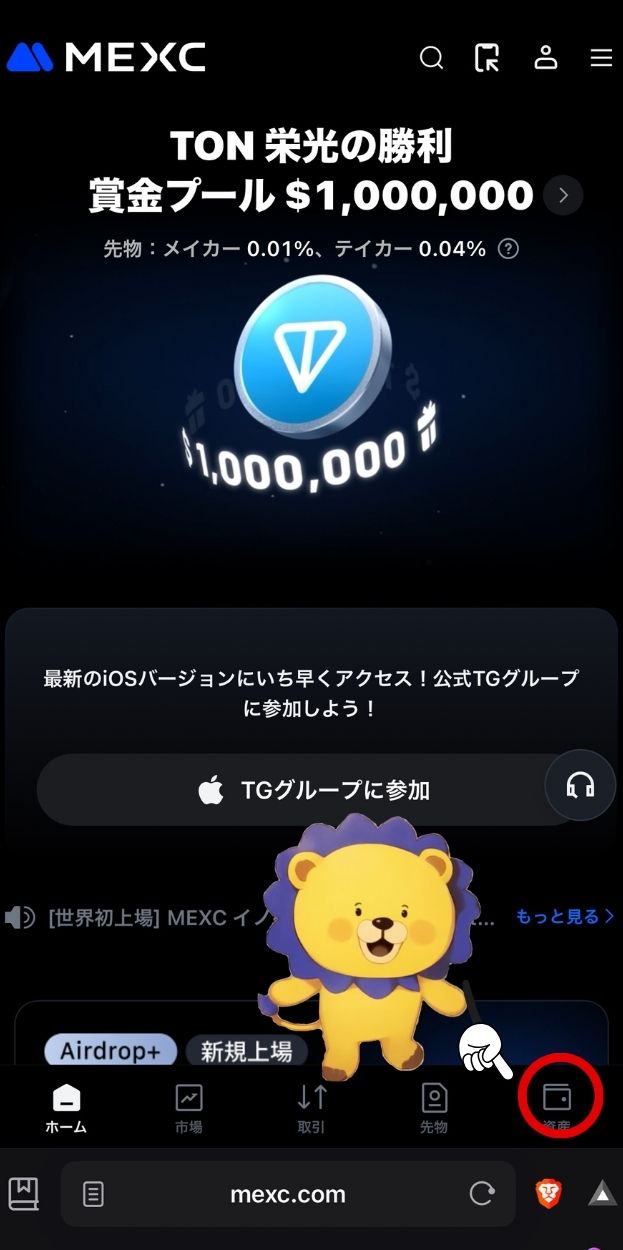 MEXC
TON 栄光の勝利
賞金プール $1,000,000
先物：メイカー 0.01%、テイカー 0.04% ?
$1,000,000
最新のiOSバージョンにいち早くアクセス！公式TGグループ
に参加しよう！
TGグループに参加
[世界初上場] MEXC イノ ... もっと見る
Airdrop+ 新規上場
ホーム 市場 取引 先物 資産
mexc.com